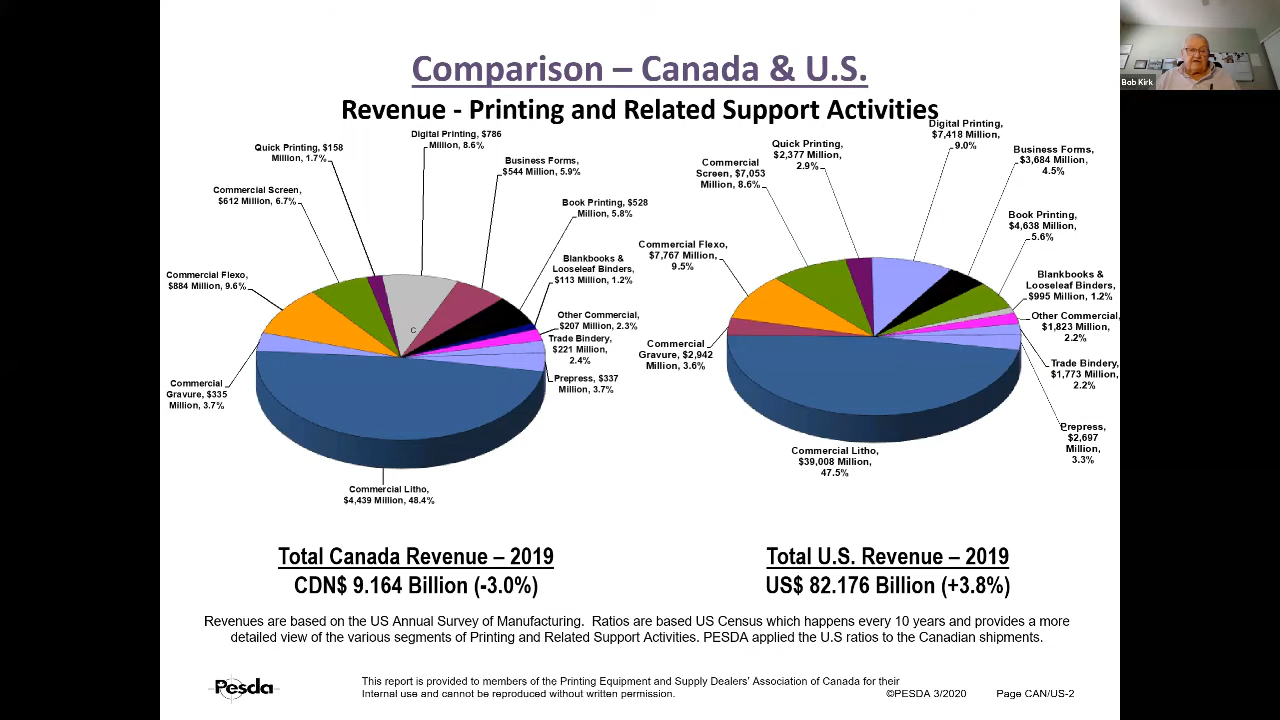 Comparison – Canada & U.S.
Revenue - Printing and Related Support Activities
Bob Kirk
Digital Printing, $786
Million, 8.6%
Quick Printing, $158
Million, 1.7%
Business Forms,
$544 Million, 5.9%
Commercial Screen,
$612 Million, 6.7%
Book Printing, $528
Million, 5.8%
Commercial Flexo,
$884 Million, 9.6%
Blankbooks &
Looseleaf Binders,
$113 Million, 1.2%
Other Commercial,
$207 Million, 2.3%
Trade Bindery,
$221 Million,
2.4%
Prepress, $337
Million, 3.7%
Commercial
Gravure, $335
Million, 3.7%
C
Commercial Litho,
$4,439 Million, 48.4%
Digital Printing,
$7,418 Million,
9.0%
Quick Printing,
$2,377 Million,
2.9%
Business Forms,
$3,684 Million,
4.5%
Commercial
Screen, $7,053
Million, 8.6%
Book Printing,
$4,638 Million,
5.6%
Commercial Flexo,
$7,767 Million,
9.5%
Blankbooks &
Looseleaf Binders,
$995 Million, 1.2%
Other Commercial,
$1,823 Million,
2.2%
Commercial
Gravure, $2,942
Million, 3.6%
Trade Bindery,
$1,773 Million,
2.2%
Prepress,
$2,697
Million,
3.3%
Commercial Litho,
$39,008 Million,
47.5%
Total Canada Revenue – 2019
CDN$ 9.164 Billion (-3.0%)
Total U.S. Revenue – 2019
US$ 82.176 Billion (+3.8%)
Revenues are based on the US Annual Survey of Manufacturing. Ratios are based US Census which happens every 10 years and provides a more
detailed view of the various segments of Printing and Related Support Activities. PESDA applied the U.S ratios to the Canadian shipments.
Pesda
This report is provided to members of the Printing Equipment and Supply Dealers' Association of Canada for their
Internal use and cannot be reproduced without written permission.
©PESDA 3/2020
Page CAN/US-2